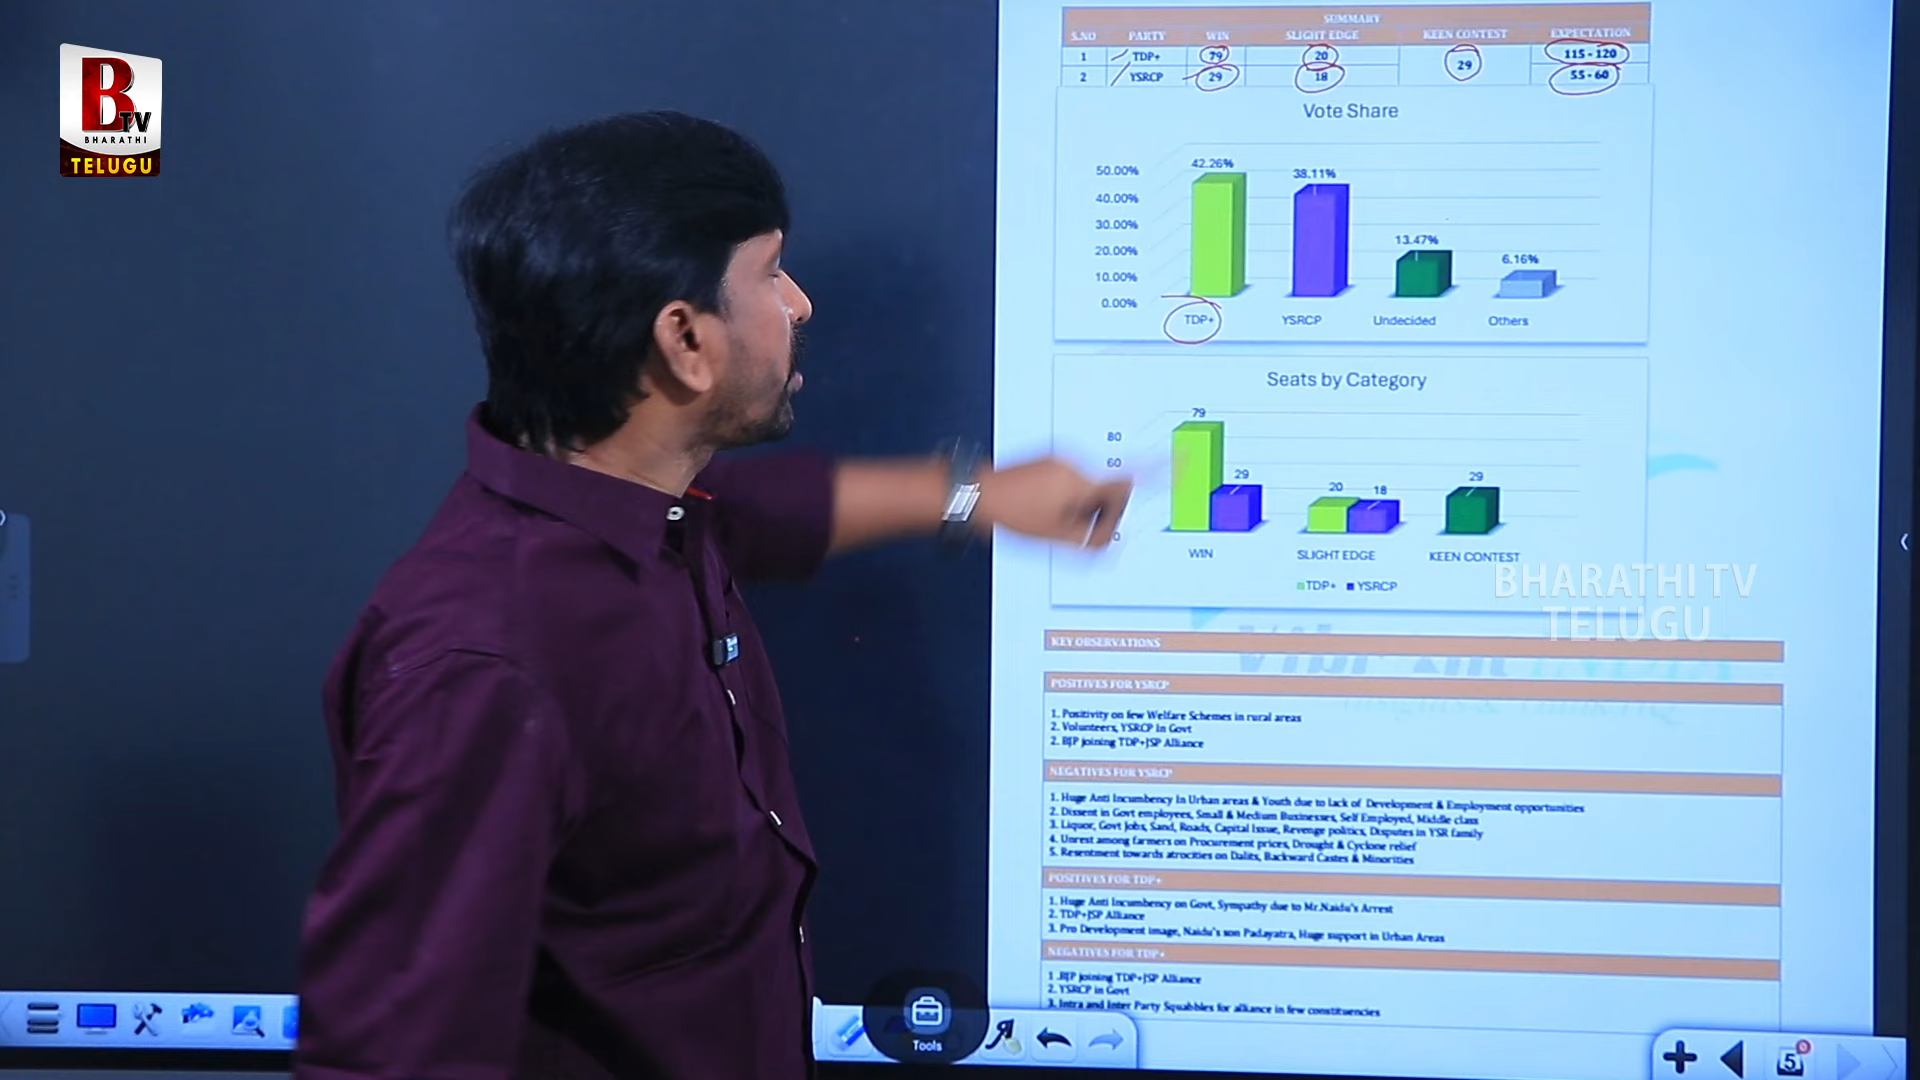 B
TV
BHARATHI
TELUGU
SUMMARY
S.NO PARTY WIN SLIGHT EDGE KEEN CONTEST EXPECTATION
1 TDP+ 79 20 29 115 - 120
2 YSRCP 29 18 55 - 60
Vote Share
50.00%
40.00%
30.00%
20.00%
10.00%
0.00%
42.26%
38.11%
13.47%
6.16%
TDP+ YSRCP Undecided Others
Seats by Category
80
60
0
79
29
20
18
29
WIN SLIGHT EDGE KEEN CONTEST
TDP+ YSRCP
BHARATHI TV
TELUGU
KEY OBSERVATIONS
POSITIVES FOR YSRCP
1. Positivity on few Welfare Schemes in rural areas
2. Volunteers, YSRCP In Govt
2. BJP joining TDP+JSP Alliance
NEGATIVES FOR YSRCP
1. Huge Anti Incumbency In Urban areas & Youth due to lack of Development & Employment opportunities
2. Dissent in Govt employees, Small & Medium Businesses, Self Employed, Middle class
3. Liquor, Govt Jobs, Sand, Roads, Capital Issue, Revenge politics, Disputes in YSR family
4. Unrest among farmers on Procurement prices, Drought & Cyclone relief
5. Resentment towards atrocities on Dalits, Backward Castes & Minorities
POSITIVES FOR TDP+
1. Huge Anti Incumbency on Govt, Sympathy due to Mr.Naidu's Arrest
2. TDP+JSP Alliance
3. Pro Development image, Naidu's son Padayatra, Huge support in Urban Areas
NEGATIVES FOR TDP+
1 .BJP joining TDP+JSP Alliance
2. YSRCP in Govt
3. Intra and Inter Party Squabbles for alliance in few constituencies
Tools
5
0